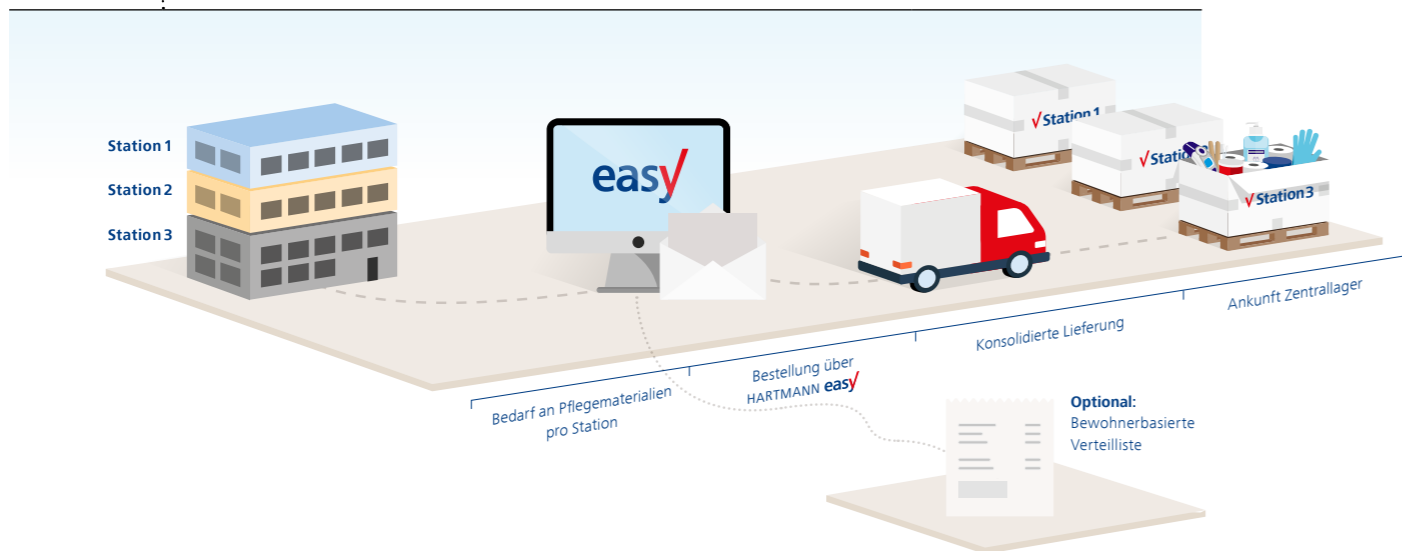 Station 1
Station 2
Station 3
easy
Station 1
Statio
Station 3
Bedarf an Pflegematerialien
pro Station
Bestellung über
HARTMANN easy
Konsolidierte Lieferung
Ankunft Zentrallager
Optional:
Bewohnerbasierte
Verteilliste